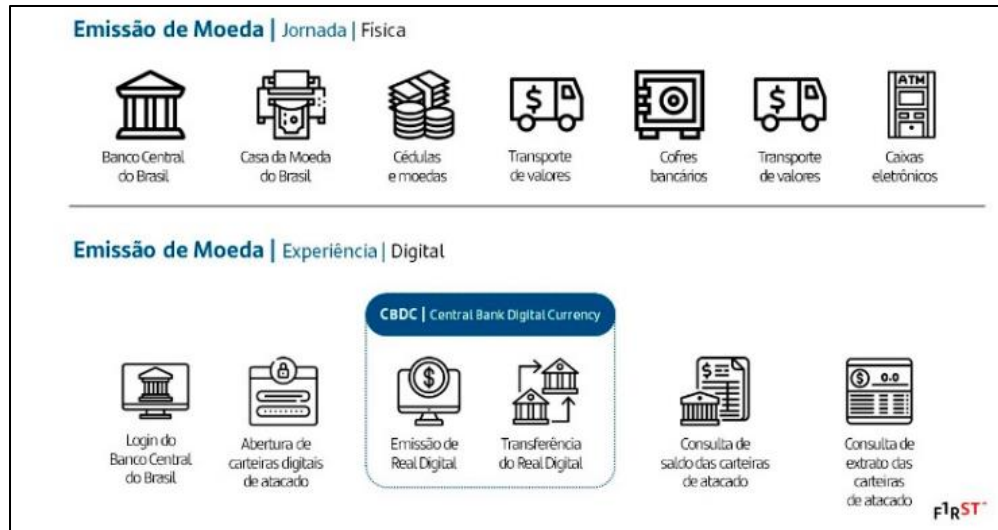 Emissão de Moeda | Jornada | Física
ATM
Banco Central
do Brasil
Casa da Moeda
do Brasil
Cédulas
e moedas
Transporte
de valores
Cofres
bancários
Transporte
de valores
Caixas
eletrônicos
Emissão de Moeda | Experiência | Digital
CBDC | Central Bank Digital Currency
$ 0.0
Login do
Banco Central
do Brasil
Abertura de
carteiras digitais
de atacado
Emissão de
Real Digital
Transferência
do Real Digital
Consulta de
saldo das carteiras
de atacado
Consulta de
extrato das
carteiras
de atacado
F1RST